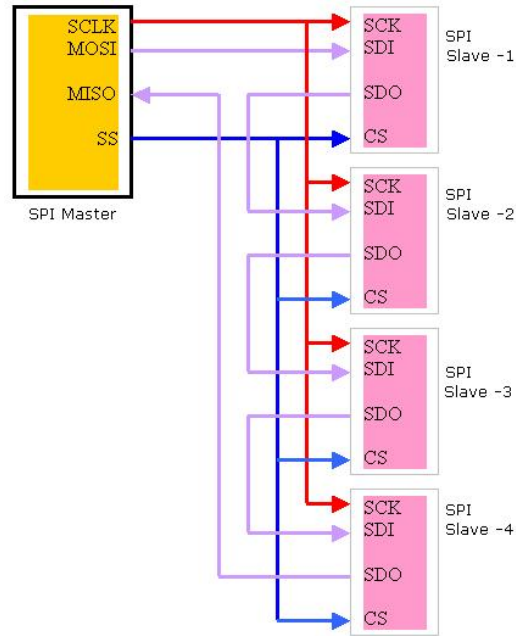 SCLK
MOSI
MISO
SS
SPI Master
SCK
SDI
SDO
CS
SPI
Slave -1
SCK
SDI
SDO
CS
SPI
Slave -2
SCK
SDI
SDO
CS
SPI
Slave -3
SCK
SDI
SDO
CS
SPI
Slave -4